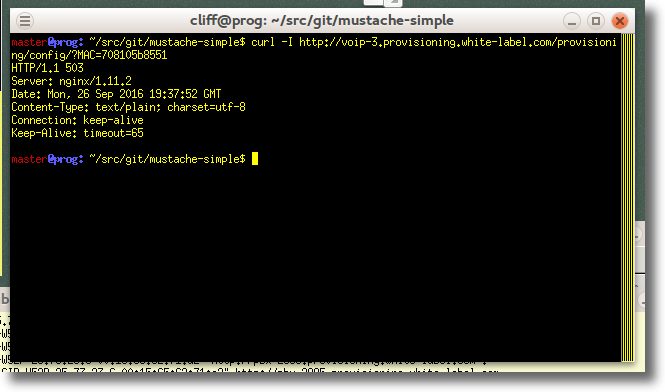 cliff@prog: ~/src/git/mustache-simple
master@prog: ~/src/git/mustache-simple$ curl -I http://voip-3.provisioning.white-label.com/provisioni
ng/config/?MAC=708105b8551
HTTP/1.1 503
Server: nginx/1.11.2
Date: Mon, 26 Sep 2016 19:37:52 GMT
Content-Type: text/plain; charset=utf-8
Connection: keep-alive
Keep-Alive: timeout=65
master@prog: ~/src/git/mustache-simple$